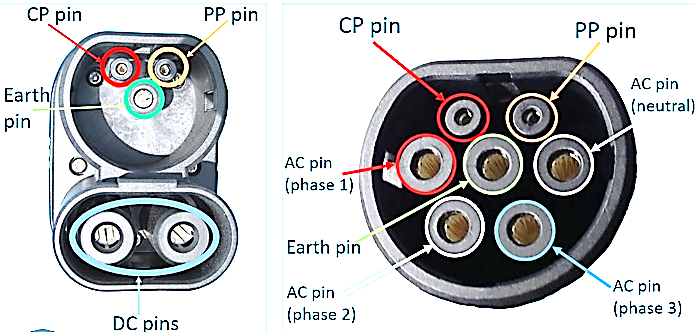 CP pin
PP pin
Earth
pin
DC pins
CP pin
PP pin
AC pin
(neutral)
AC pin
(phase 1)
Earth pin
AC pin
(phase 2)
AC pin
(phase 3)